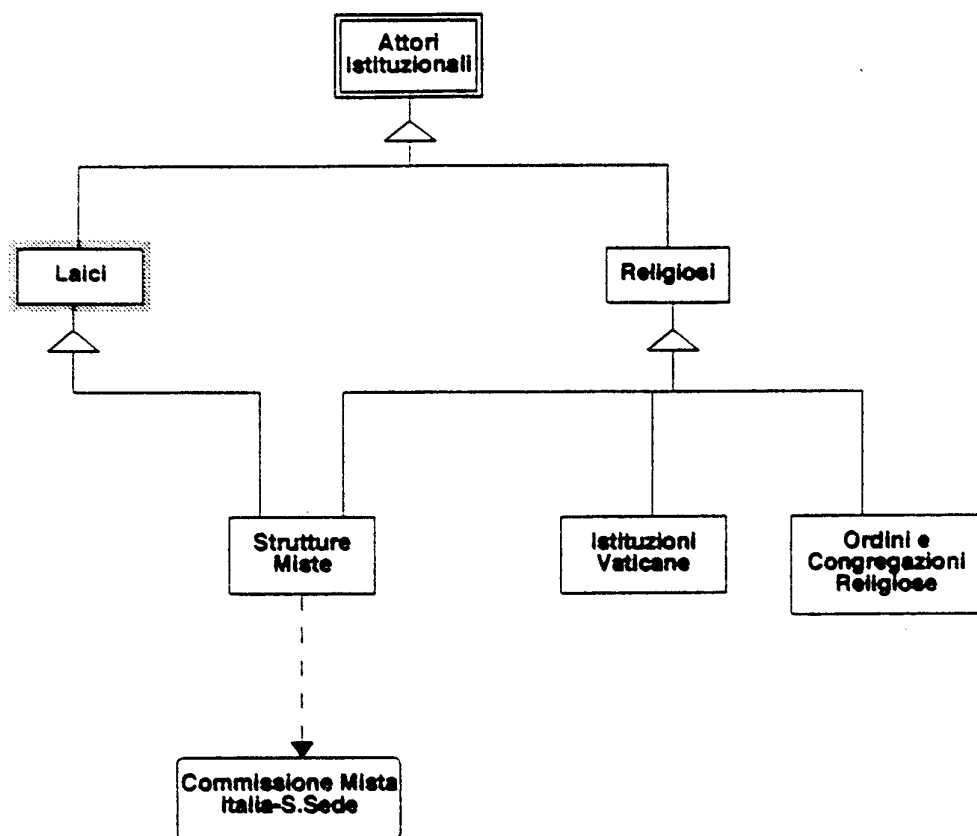 Attori
Istituzionali
Laici
Religiosi
Strutture
Miste
Istituzioni
Vaticane
Ordini e
Congregazioni
Religiose
Commissione Mista
Italia-S.Sede